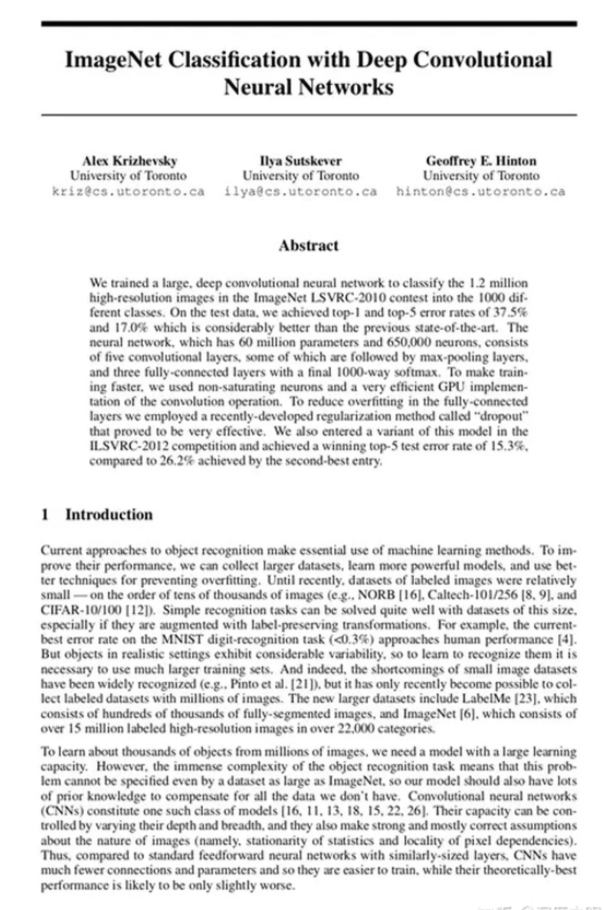 ImageNet Classification with Deep Convolutional
Neural Networks
Alex Krizhevsky
University of Toronto
kriz@cs.utoronto.ca
Ilya Sutskever
University of Toronto
ilya@cs.utoronto.ca
Geoffrey E. Hinton
University of Toronto
hinton@cs.utoronto.ca
Abstract
We trained a large, deep convolutional neural network to classify the 1.2 million
high-resolution images in the ImageNet LSVRC-2010 contest into the 1000 dif-
ferent classes. On the test data, we achieved top-1 and top-5 error rates of 37.5%
and 17.0% which is considerably better than the previous state-of-the-art. The
neural network, which has 60 million parameters and 650,000 neurons, consists
of five convolutional layers, some of which are followed by max-pooling layers,
and three fully-connected layers with a final 1000-way softmax. To make train-
ing faster, we used non-saturating neurons and a very efficient GPU implemen-
tation of the convolution operation. To reduce overfitting in the fully-connected
layers we employed a recently-developed regularization method called “dropout”
that proved to be very effective. We also entered a variant of this model in the
ILSVRC-2012 competition and achieved a winning top-5 test error rate of 15.3%,
compared to 26.2% achieved by the second-best entry.
1 Introduction
Current approaches to object recognition make essential use of machine learning methods. To im-
prove their performance, we can collect larger datasets, learn more powerful models, and use bet-
ter techniques for preventing overfitting. Until recently, datasets of labeled images were relatively
small — on the order of tens of thousands of images (e.g., NORB [16], Caltech-101/256 [8, 9], and
CIFAR-10/100 [12]). Simple recognition tasks can be solved quite well with datasets of this size,
especially if they are augmented with label-preserving transformations. For example, the current-
best error rate on the MNIST digit-recognition task (<0.3%) approaches human performance [4].
But objects in realistic settings exhibit considerable variability, so to learn to recognize them it is
necessary to use much larger training sets. And indeed, the shortcomings of small image datasets
have been widely recognized (e.g., Pinto et al. [21]), but it has only recently become possible to col-
lect labeled datasets with millions of images. The new larger datasets include LabelMe [23], which
consists of hundreds of thousands of fully-segmented images, and ImageNet [6], which consists of
over 15 million labeled high-resolution images in over 22,000 categories.
To learn about thousands of objects from millions of images, we need a model with a large learning
capacity. However, the immense complexity of the object recognition task means that this prob-
lem cannot be specified even by a dataset as large as ImageNet, so our model should also have lots
of prior knowledge to compensate for all the data we don't have. Convolutional neural networks
(CNNs) constitute one such class of models [16, 11, 13, 18, 15, 22, 26]. Their capacity can be con-
trolled by varying their depth and breadth, and they also make strong and mostly correct assumptions
about the nature of images (namely, stationarity of statistics and locality of pixel dependencies).
Thus, compared to standard feedforward neural networks with similarly-sized layers, CNNs have
much fewer connections and parameters and so they are easier to train, while their theoretically-best
performance is likely to be only slightly worse.